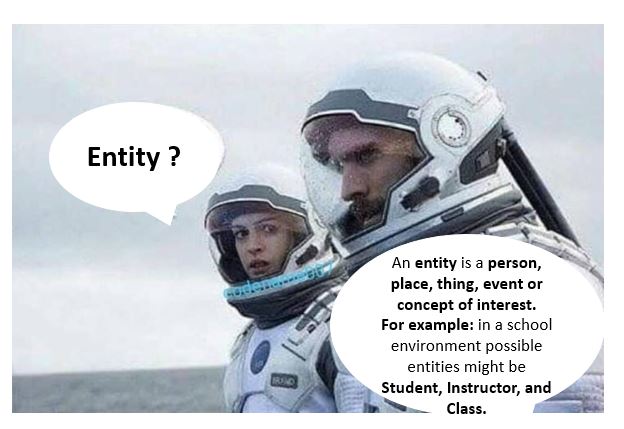 Entity ?
An entity is a person,
place, thing, event or
concept of interest.
For example: in a school
environment possible
entities might be
Student, Instructor, and
Class.
BRAND